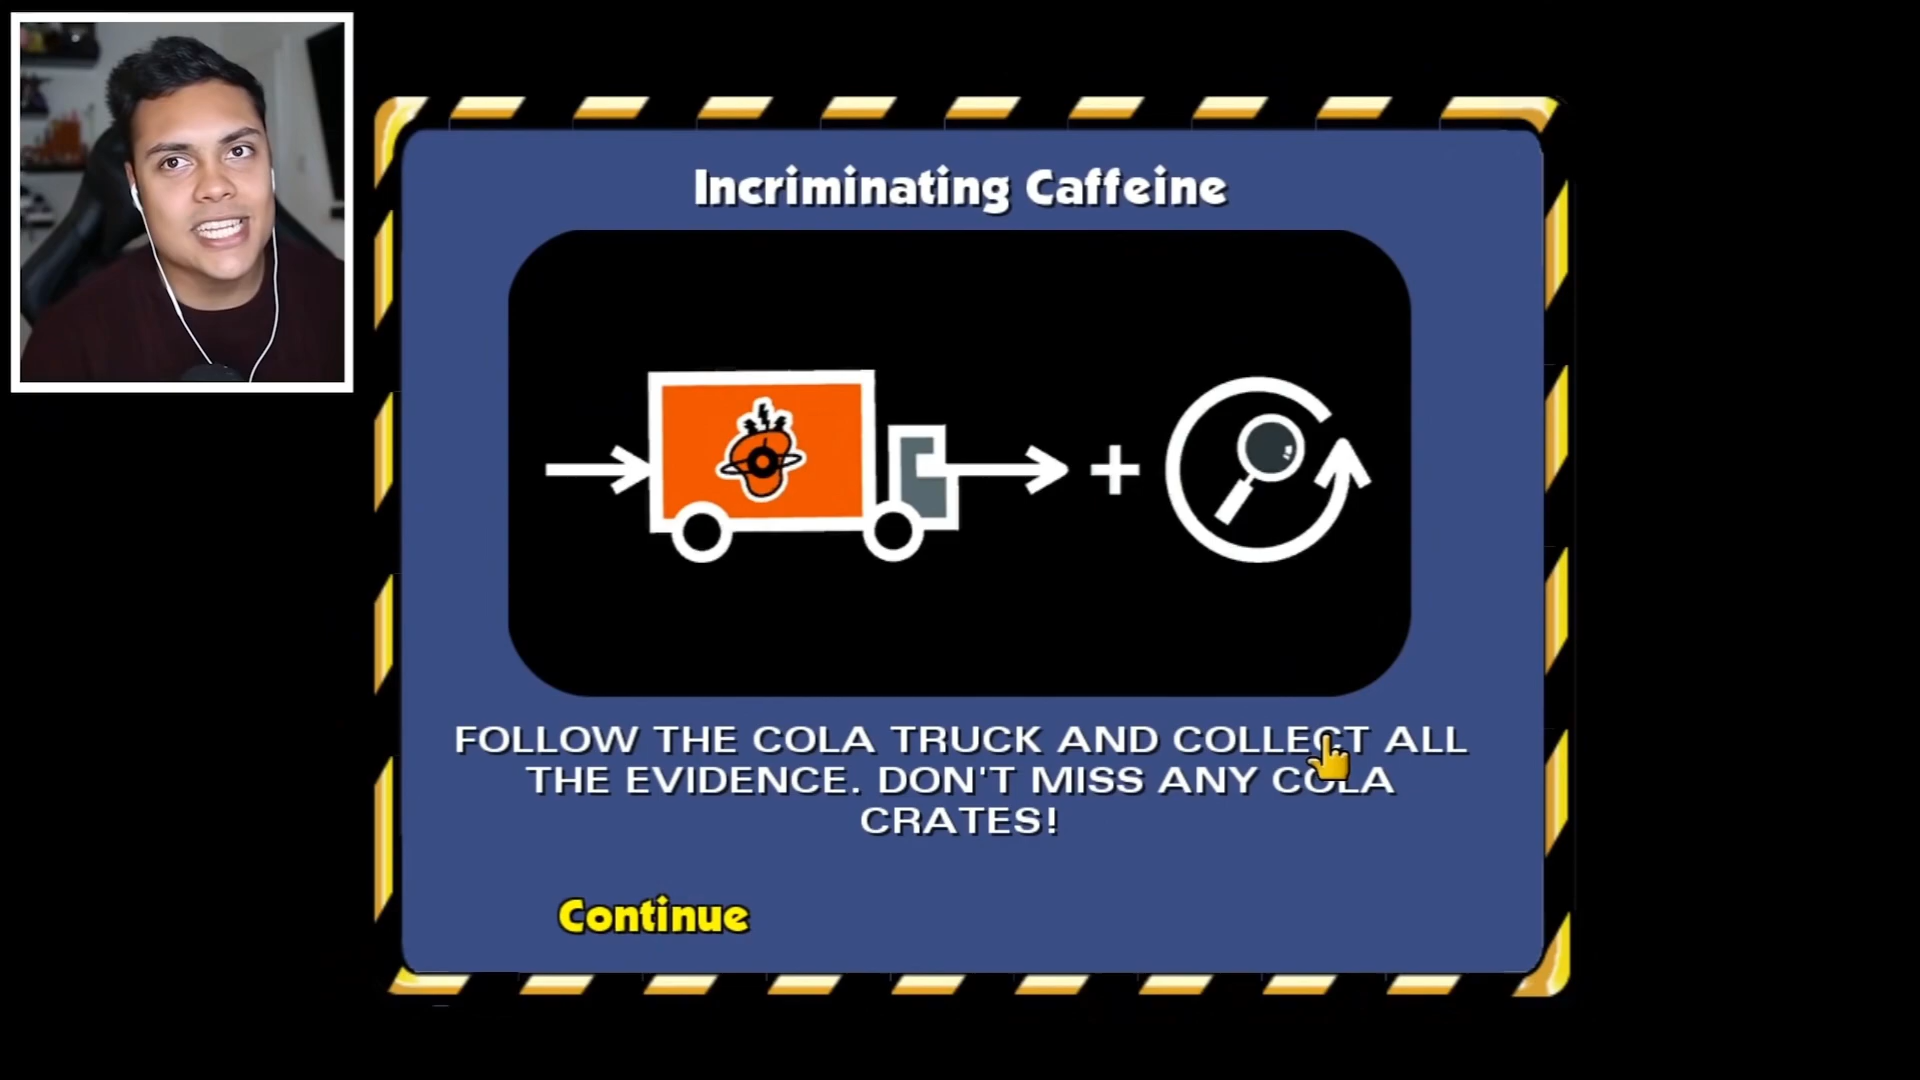 Incriminating Caffeine
FOLLOW THE COLA TRUCK AND COLLECT ALL
THE EVIDENCE. DON'T MISS ANY COLA
CRATES!
Continue